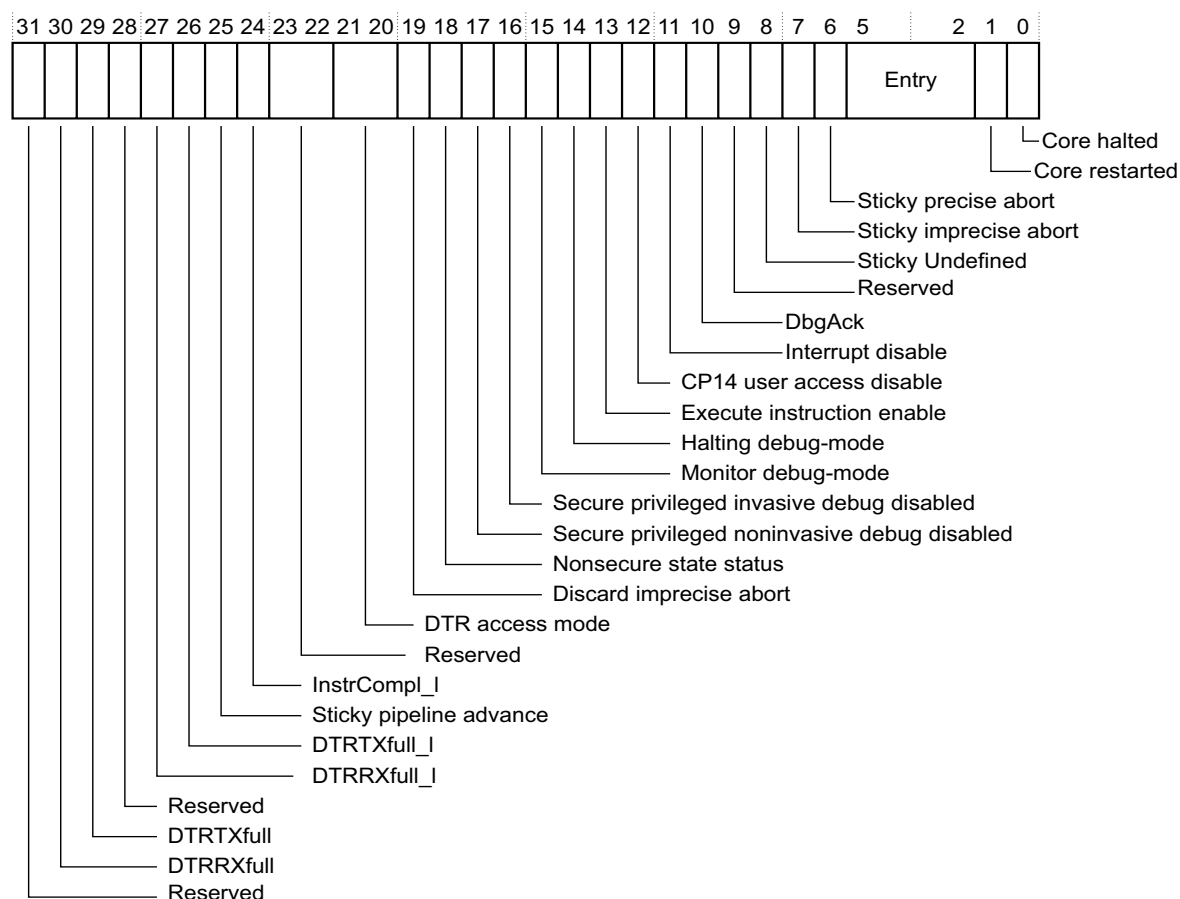 31 30 29 28 27 26 25 24 23 22 21 20 19 18 17 16 15 14 13 12 11 10 9 8 7 6 5 2 1 0
Entry
Core halted
Core restarted
Sticky precise abort
Sticky imprecise abort
Sticky Undefined
Reserved
DbgAck
Interrupt disable
CP14 user access disable
Execute instruction enable
Halting debug-mode
Monitor debug-mode
Secure privileged invasive debug disabled
Secure privileged noninvasive debug disabled
Nonsecure state status
Discard imprecise abort
DTR access mode
Reserved
InstrCompl_l
Sticky pipeline advance
DTRTXfull_l
DTRRXfull_l
Reserved
DTRTXfull
DTRRXfull
Reserved